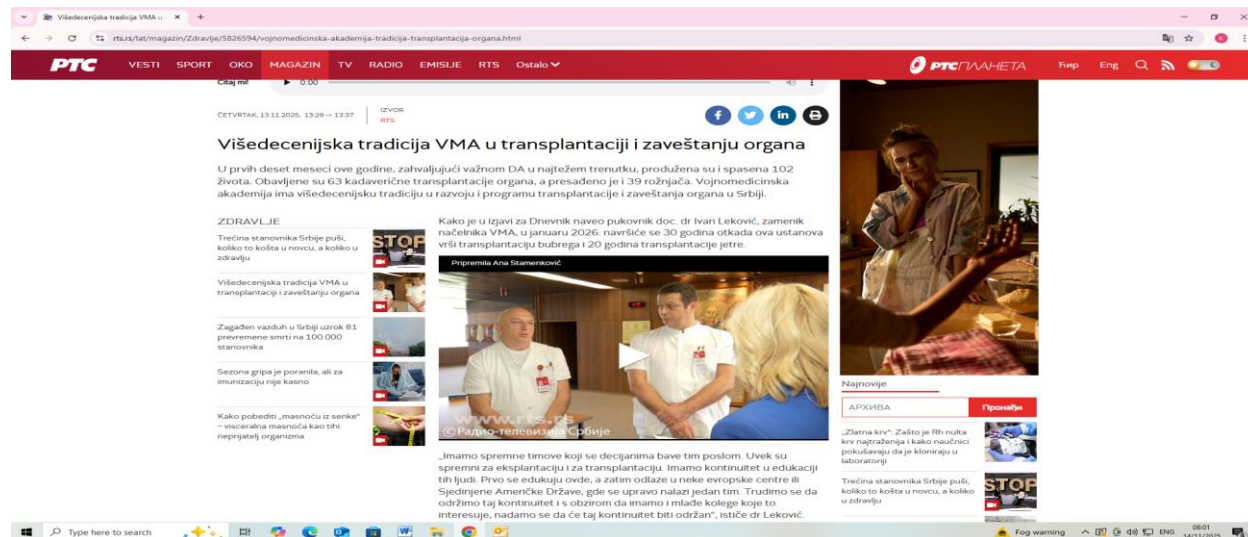 Višedecenijska tradicija VMA u
rts.rs/lat/magazin/Zdravlje/5826594/vojnomedicinska-akademija-tradicija-transplantacija-organa.html
РТС VESTI SPORT OKO MAGAZIN TV RADIO EMISIJE RTS Ostalo РТС ПЛАНЕТА Ћир Eng
Čitaj mi! 0:00
ČETVRTAK, 13.11.2025, 13:29 -> 13:37
IZVOR
RTS
Višedecenijska tradicija VMA u transplantaciji i zaveštanju organa
U prvih deset meseci ove godine, zahvaljujući važnom DA u najtežem trenutku, produžena su i spasena 102
života. Obavljene su 63 kadaverične transplantacije organa, a presađeno je i 39 rožnjača. Vojnomedicinska
akademija ima višedecenijsku tradiciju u razvoju i programu transplantacije i zaveštanja organa u Srbiji.
ZDRAVLJE
Trećina stanovnika Srbije puši,
koliko to košta u novcu, a koliko u
zdravlju
STOP
Višedecenijska tradicija VMA u
transplantaciji i zaveštanju organa
Zagađen vazduh u Srbiji uzrok 81
prevremene smrti na 100.000
stanovnika
Sezona gripa je poranila, ali za
imunizaciju nije kasno
Kako pobediti „masnoću iz senke“
– visceralna masnoća kao tihi
neprijatelj organizma
Kako je u izjavi za Dnevnik naveo pukovnik doc. dr Ivan Leković, zamenik
načelnika VMA, u januaru 2026. navršiće se 30 godina otkada ova ustanova
vrši transplantaciju bubrega i 20 godina transplantacije jetre.
Pripremila Ana Stamenković
www.rts.rs
© Радио-телевизија Србије
„Imamo spremne timove koji se decijanima bave tim poslom. Uvek su
spremni za eksplantaciju i za transplantaciju. Imamo kontinuitet u edukaciji
tih ljudi. Prvo se edukuju ovde, a zatim odlaze u neke evropske centre ili
Sjedinjene Američke Države, gde se upravo nalazi jedan tim. Trudimo se da
održimo taj kontinuitet i s obzirom da imamo i mlađe kolege koje to
interesuje, nadamo se da će taj kontinuitet biti održan“, ističe dr Leković.
Najnovije
АРХИВА Пронађи
„Zlatna krv“: Zašto je Rh nulta
krv najtraženija i kako naučnici
pokušavaju da je kloniraju u
laboratoriji
Trećina stanovnika Srbije puši,
koliko to košta u novcu, a koliko
u zdravlju
STOP
Type here to search
Fog warning ENG 08:01
14/11/2025